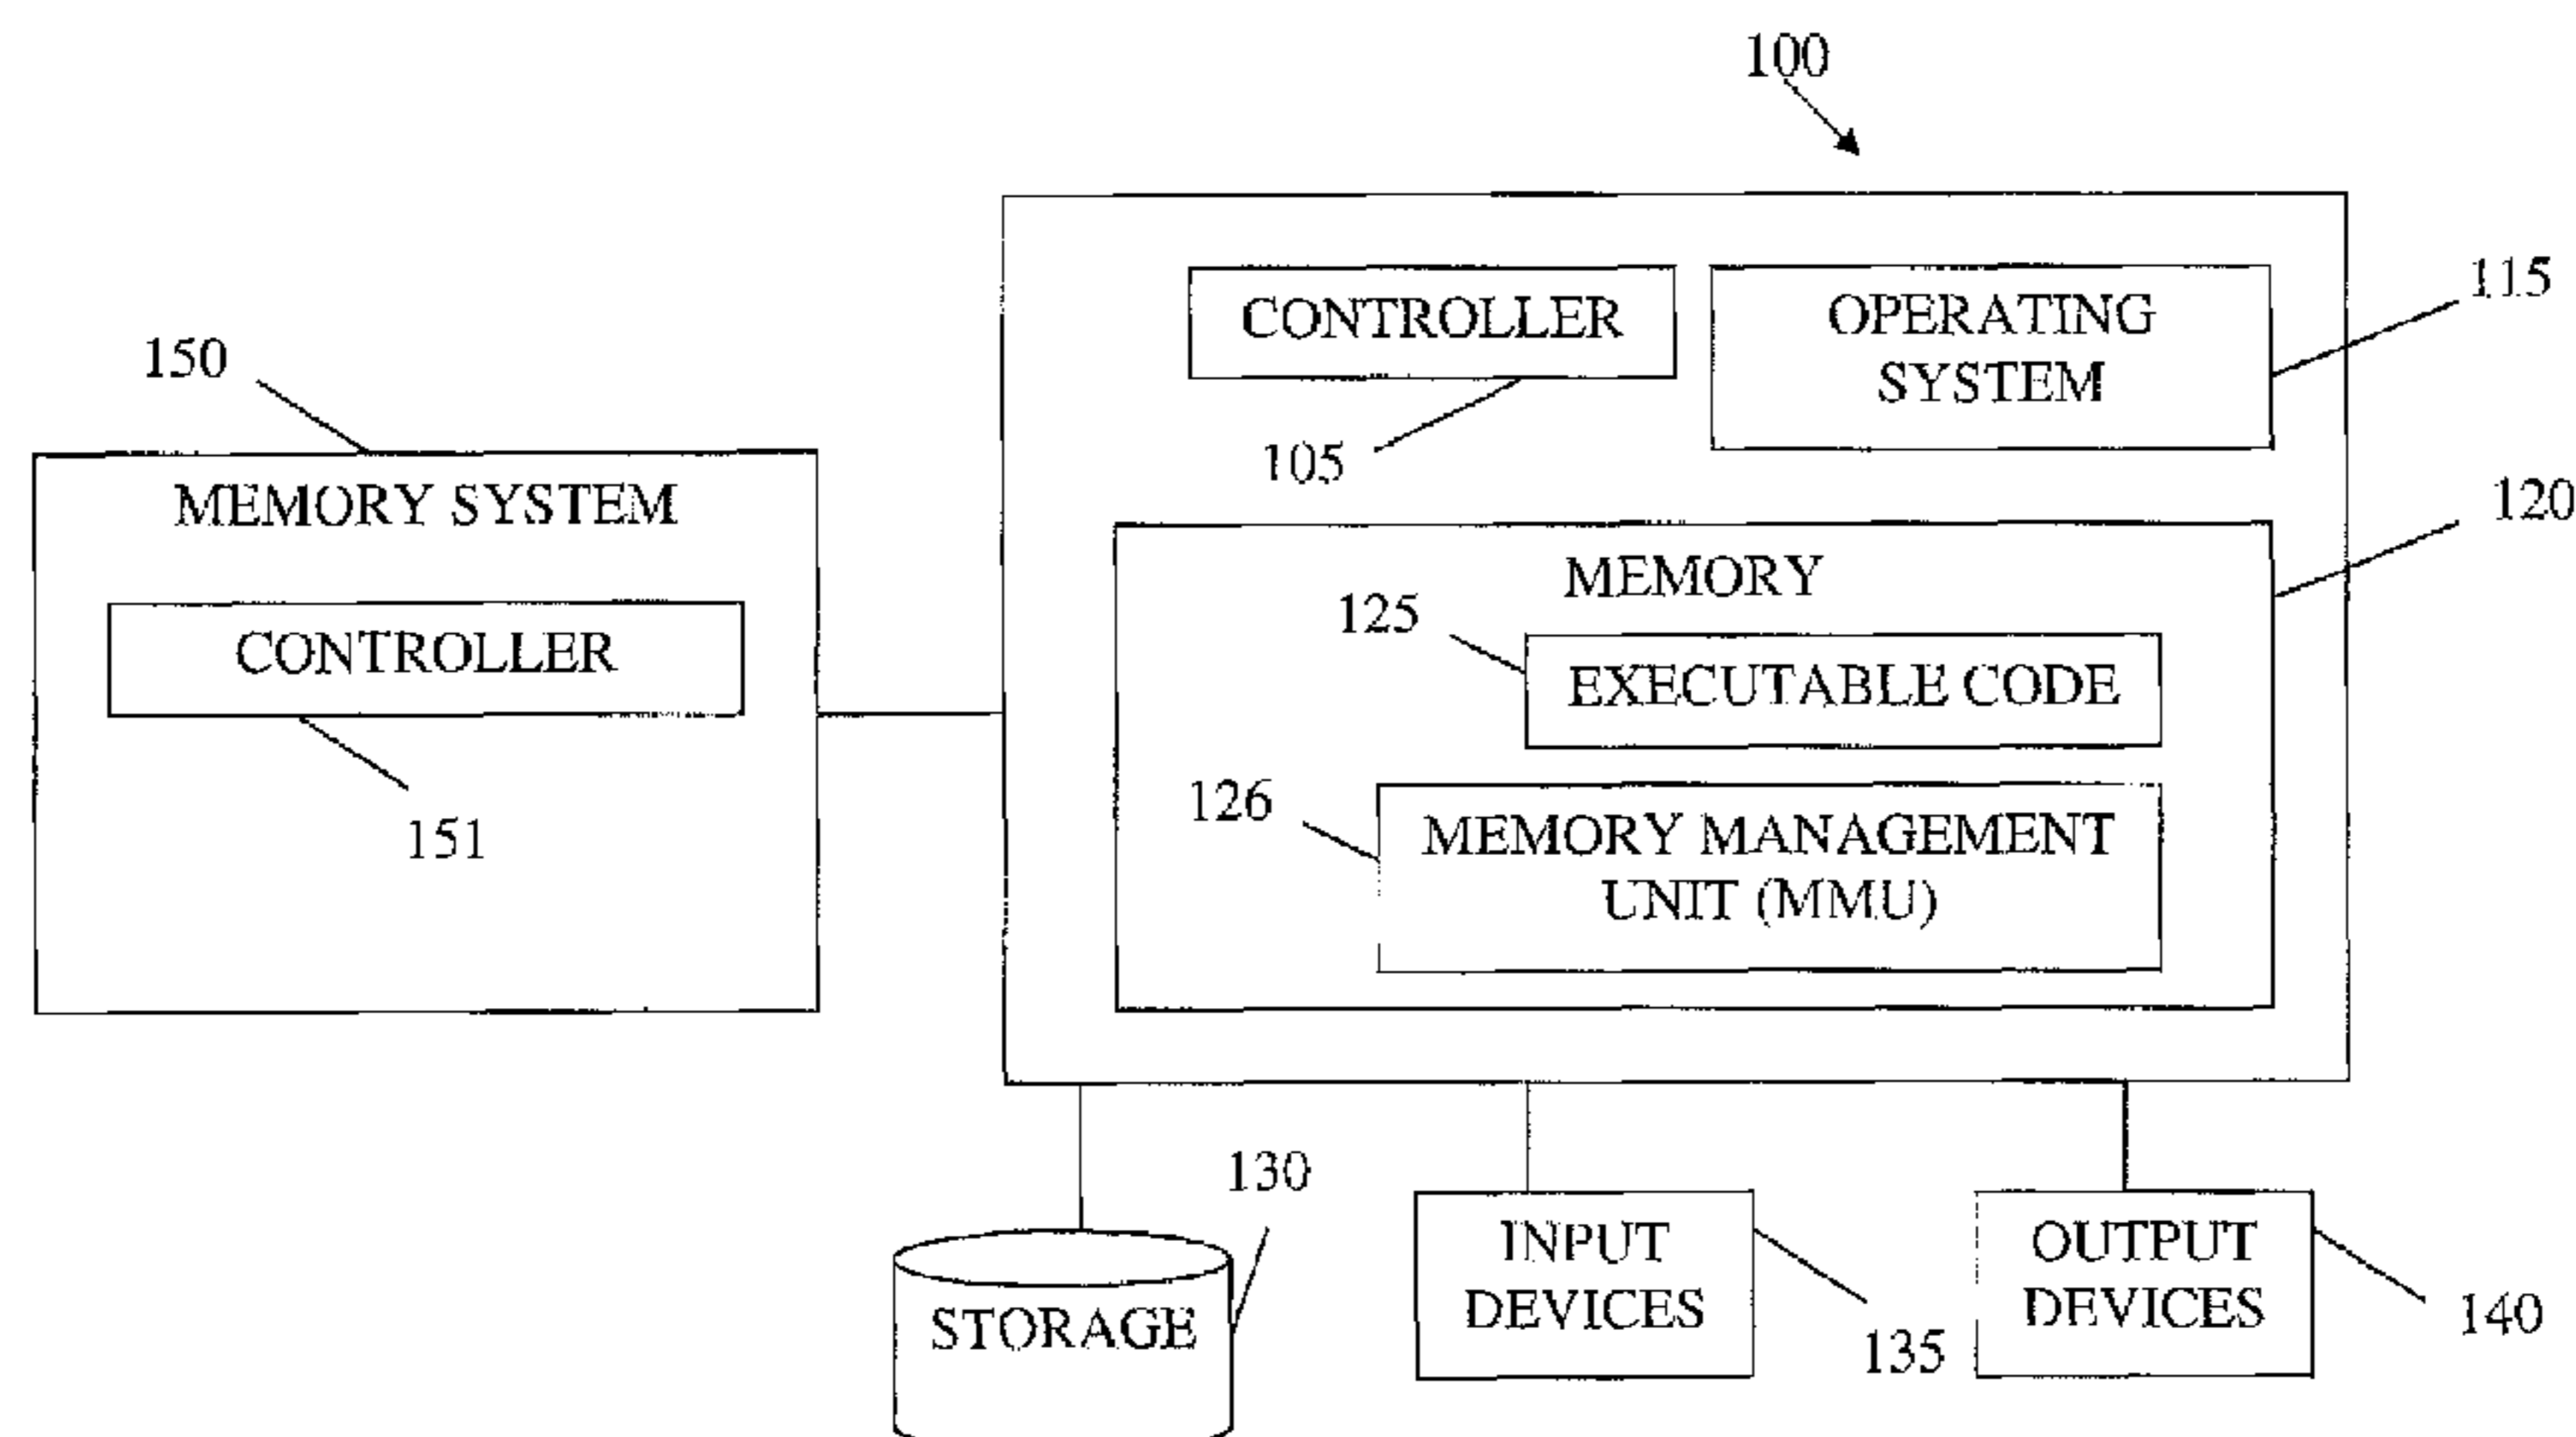 100
CONTROLLER
OPERATING
SYSTEM
115
105
150
MEMORY SYSTEM
CONTROLLER
151
120
MEMORY
125
EXECUTABLE CODE
126
MEMORY MANAGEMENT
UNIT (MMU)
130
STORAGE
INPUT
DEVICES
135
OUTPUT
DEVICES
140